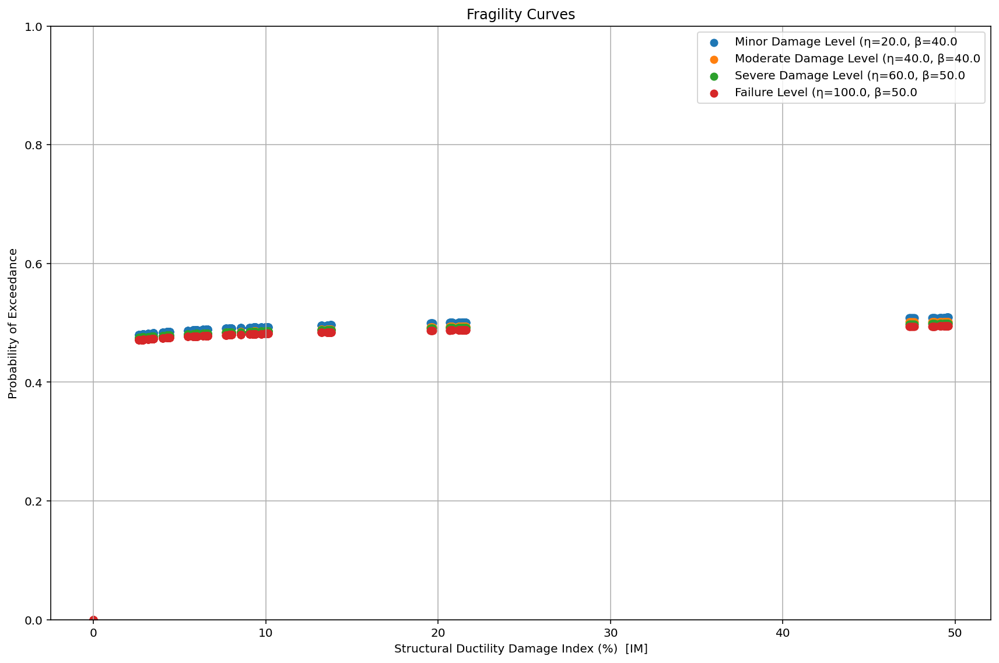 Fragility Curves
1.0
0.8
0.6
0.4
0.2
0.0
Probability of Exceedance
Minor Damage Level (η=20.0, β=40.0
Moderate Damage Level (η=40.0, β=40.0
Severe Damage Level (η=60.0, β=50.0
Failure Level (η=100.0, β=50.0
0 10 20 30 40 50
Structural Ductility Damage Index (%)  [IM]